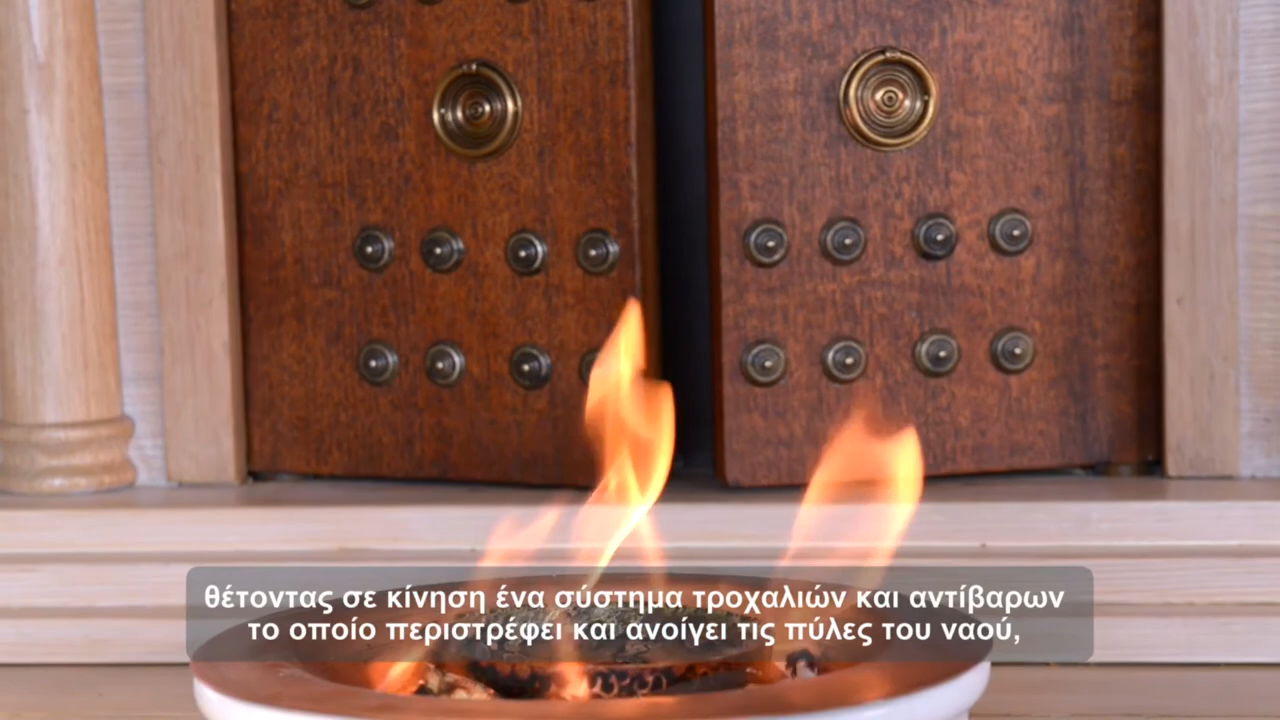 θέτοντας σε κίνηση ένα σύστημα τροχαλιών και αντίβαρων
το οποίο περιστρέφει και ανοίγει τις πύλες του ναού,